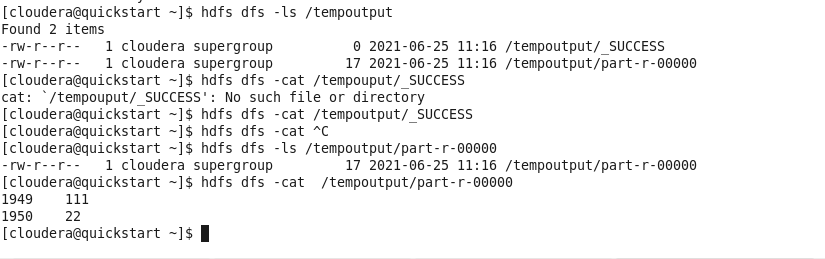 [cloudera@quickstart ~]$ hdfs dfs -ls /tempoutput
Found 2 items
-rw-r--r--   1 cloudera supergroup          0 2021-06-25 11:16 /tempoutput/_SUCCESS
-rw-r--r--   1 cloudera supergroup         17 2021-06-25 11:16 /tempoutput/part-r-00000
[cloudera@quickstart ~]$ hdfs dfs -cat /tempouput/_SUCCESS
cat: `/tempouput/_SUCCESS': No such file or directory
[cloudera@quickstart ~]$ hdfs dfs -cat /tempoutput/_SUCCESS
[cloudera@quickstart ~]$ hdfs dfs -cat ^C
[cloudera@quickstart ~]$ hdfs dfs -ls /tempoutput/part-r-00000
-rw-r--r--   1 cloudera supergroup         17 2021-06-25 11:16 /tempoutput/part-r-00000
[cloudera@quickstart ~]$ hdfs dfs -cat  /tempoutput/part-r-00000
1949    111
1950    22
[cloudera@quickstart ~]$